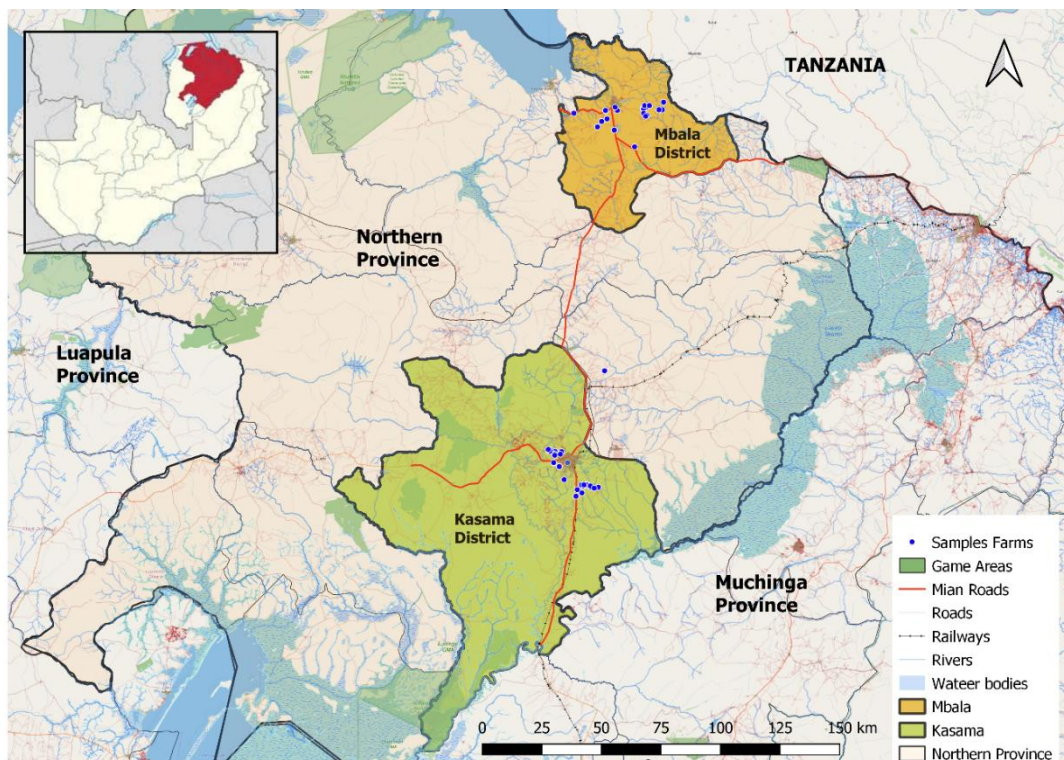 TANZANIA
Mbala
District
Northern
Province
Luapula
Province
Kasama
District
Muchinga
Province
Samples Farms
Game Areas
Mian Roads
Roads
Railways
Rivers
Wateer bodies
Mbala
Kasama
Northern Province
0 25 50 75 100 125 150 km